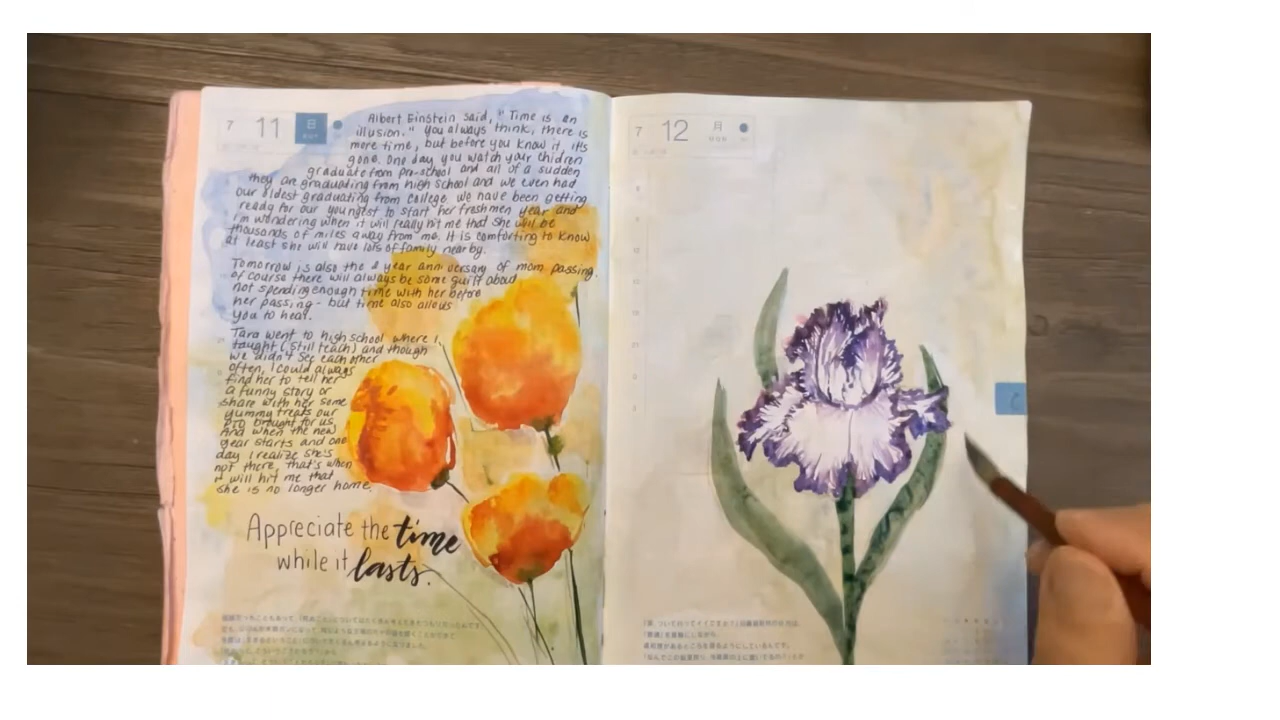 7 11 日
Albert Einstein said, "Time is an
illusion." You always think, there is
more time, but before you know it, it's
gone. One day you watch your chidren
graduate from pre-school and all of a sudden
they are graduating from high school and we even had
our oldest graduating from college. We have been getting
ready for our youngest to start her freshmen year and
i'm wondering when it will really hit me that she will be
thousands of miles away from me. It is comforting to know
at least she will have lots of family nearby.
Tomorrow is also the 2 year anniversary of mom passing.
Of course there will always be some guilt about
not spending enough time with her before
her passing - but time also allows
you to heal.
Tara went to high school where I
taught (still teach) and though
we didn't see each other
often, I could always
find her to tell her
a funny story or
share with her some
yummy treats our
PTO brought for us.
And when the new
year starts and one
day I realize she's
not there, that's when
it will hit me that
she is no longer home.
Appreciate the time
while it lasts.
7 12 月
C